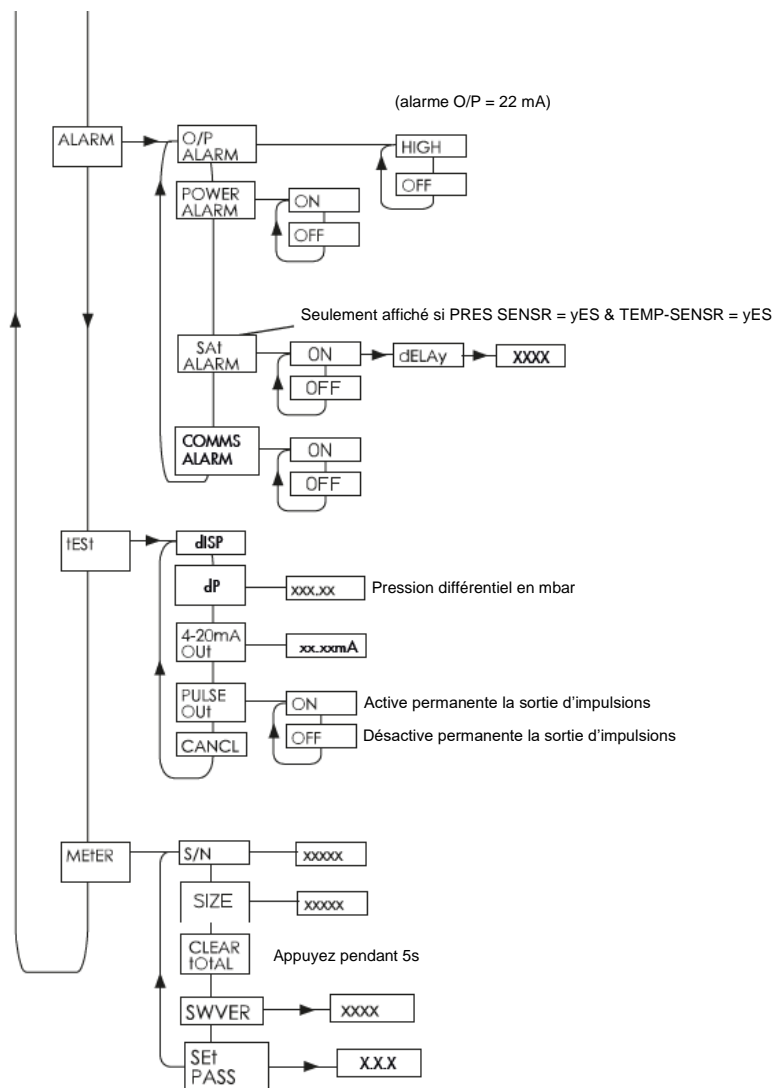 (alarme O/P = 22 mA)
ALARM
O/P
ALARM
HIGH
OFF
POWER
ALARM
ON
OFF
Seulement affiché si PRES SENSR = yES & TEMP-SENSR = yES
SAt
ALARM
ON
dELAy
XXXX
OFF
COMMS
ALARM
ON
OFF
tESt
dISP
dP
xxx.xx
Pression différentiel en mbar
4-20mA
OUt
xx.xxmA
PULSE
OUt
ON
Active permanente la sortie d’impulsions
OFF
Désactive permanente la sortie d’impulsions
CANCL
MEtER
S/N
xxxxx
SIZE
xxxxx
CLEAR
tOtAL
Appuyez pendant 5s
SWVER
xxxx
SEt
PASS
X.X.X